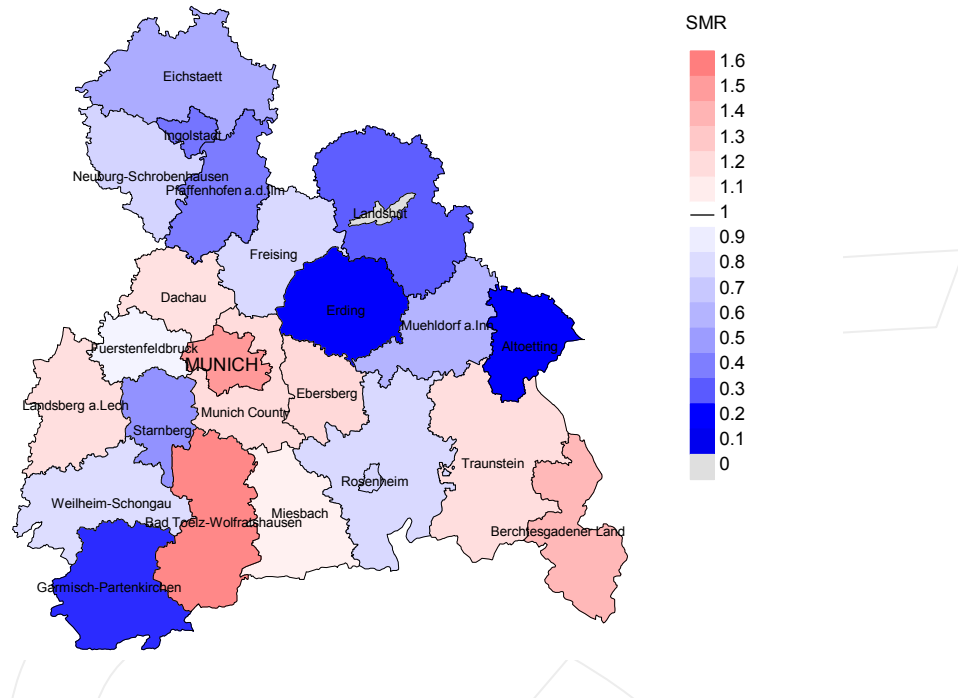 SMR
Eichstaett
1.6
1.5
1.4
1.3
1.2
1.1
1
0.9
0.8
0.7
0.6
0.5
0.4
0.3
0.2
0.1
0
Ingolstadt
Neuburg-Schrobenhausen
Pfaffenhofen a.d.Ilm
Landshut
Freising
Dachau
Erding
Muehldorf a.Inn
Altoetting
Fuerstenfeldbruck
MUNICH
Ebersberg
Landsberg a.Lech
Munich County
Starnberg
Traunstein
Rosenheim
Weilheim-Schongau
Miesbach
Bad Toelz-Wolfratshausen
Berchtesgadener Land
Garmisch-Partenkirchen